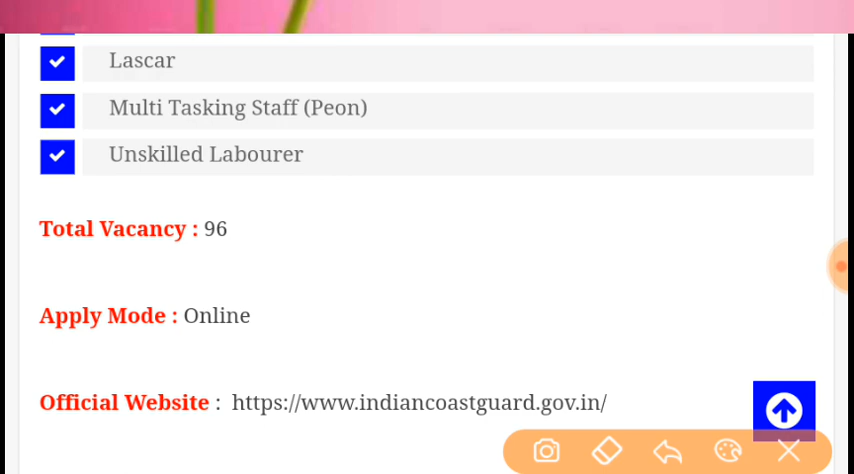 Lascar
Multi Tasking Staff (Peon)
Unskilled Labourer
Total Vacancy : 96
Apply Mode : Online
Official Website : https://www.indiancoastguard.gov.in/